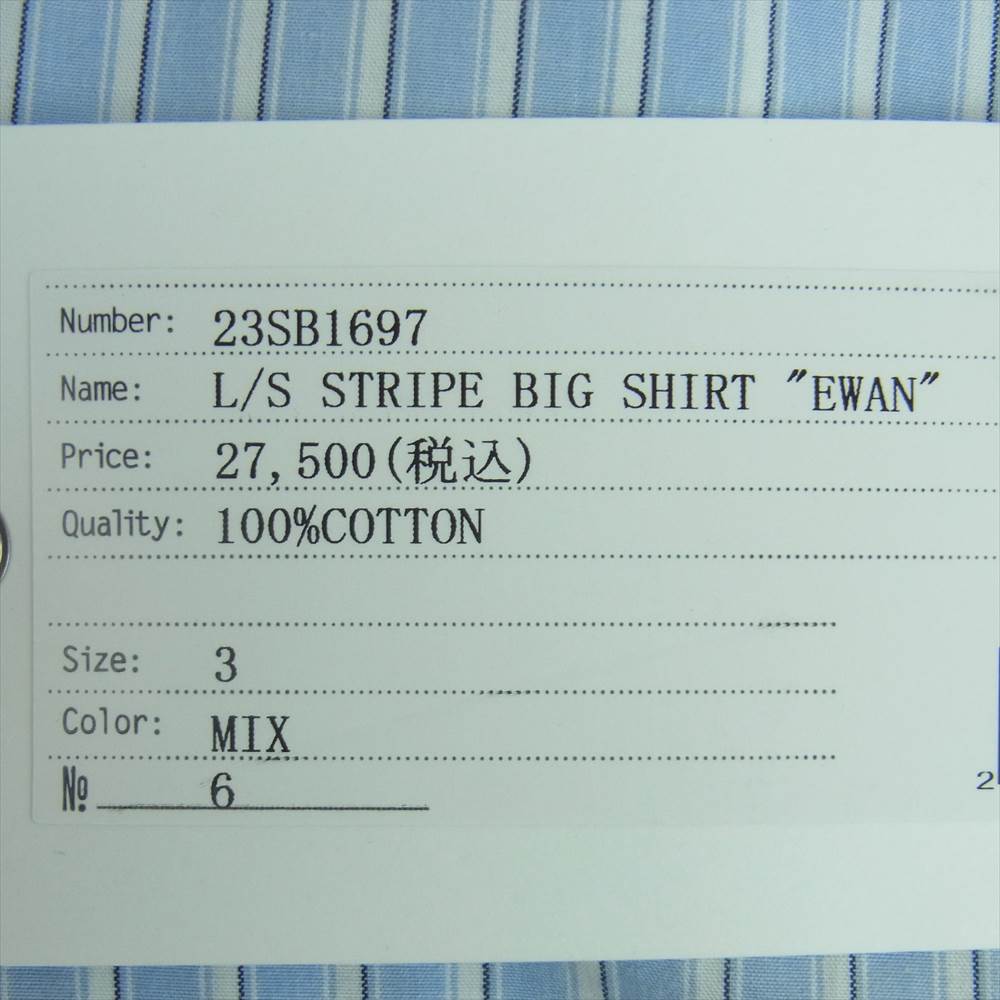 Number: 23SB1697
Name: L/S STRIPE BIG SHIRT "EWAN"
Price: 27,500(税込)
Quality: 100%COTTON
Size: 3
Color: MIX
№ 6
2